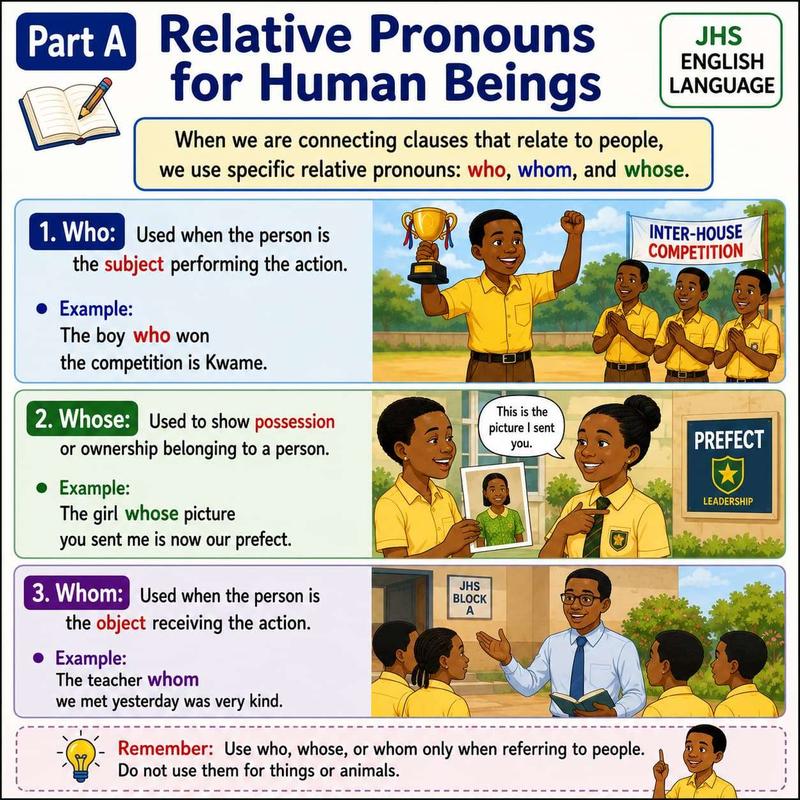 Part A
Relative Pronouns
for Human Beings
JHS
ENGLISH
LANGUAGE
When we are connecting clauses that relate to people,
we use specific relative pronouns: who, whom, and whose.
1. Who: Used when the person is
the subject performing the action.
Example:
The boy who won
the competition is Kwame.
INTER-HOUSE
COMPETITION
2. Whose: Used to show possession
or ownership belonging to a person.
Example:
The girl whose picture
you sent me is now our prefect.
This is the
picture I sent
you.
PREFECT
LEADERSHIP
3. Whom: Used when the person is
the object receiving the action.
Example:
The teacher whom
we met yesterday was very kind.
JHS
BLOCK
A
Remember: Use who, whose, or whom only when referring to people.
Do not use them for things or animals.